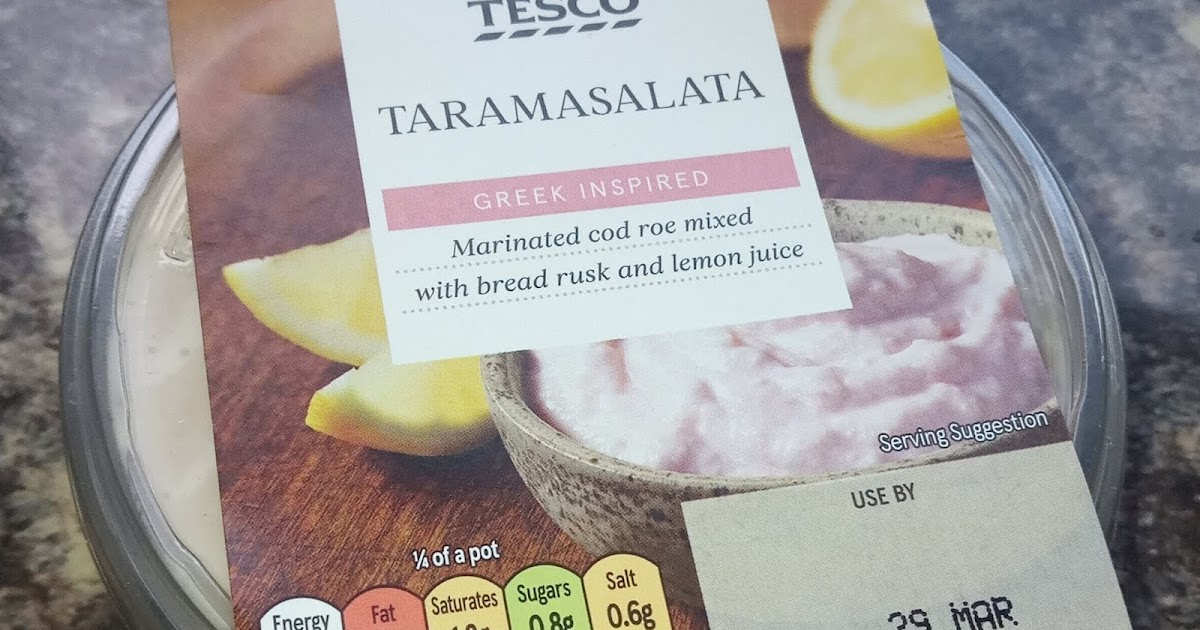 TESCO
TARAMASALATA
GREEK INSPIRED
Marinated cod roe mixed
with bread rusk and lemon juice
Serving Suggestion
USE BY
29 MAR
¼ of a pot
Energy
Fat
Saturates
Sugars
0.8g
Salt
0.6g